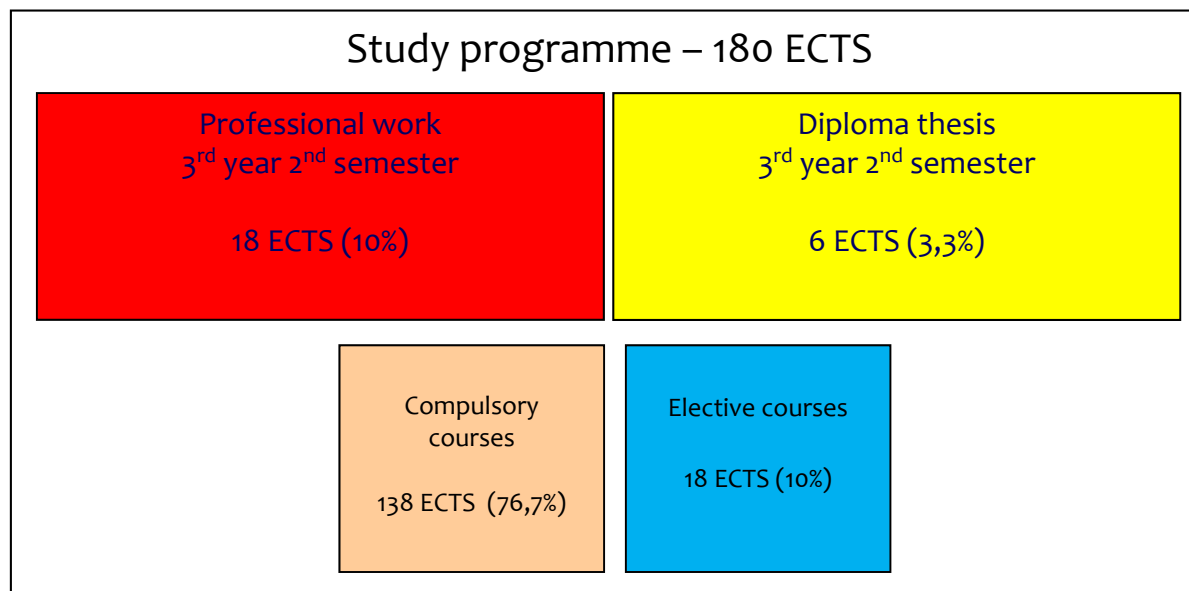 Study programme – 180 ECTS
Professional work
3rd year 2nd semester
18 ECTS (10%)
Diploma thesis
3rd year 2nd semester
6 ECTS (3,3%)
Compulsory
courses
138 ECTS (76,7%)
Elective courses
18 ECTS (10%)